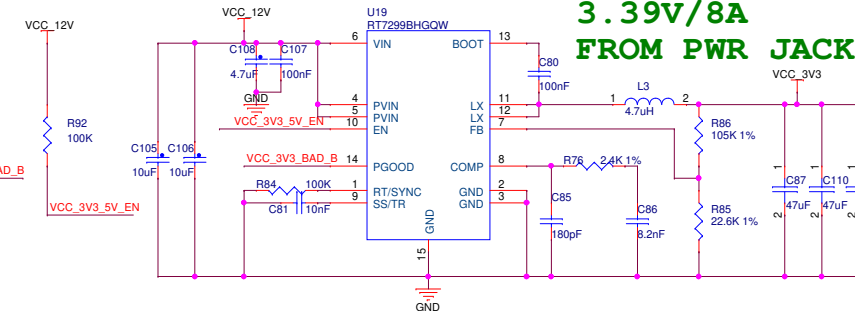 3.39V/8A
FROM PWR JACK
VCC_12V
R92
100K
VCC_3V3_5V_EN
AD_B
VCC_12V
C105
10uF
C106
10uF
C108
4.7uF
C107
100nF
GND
VCC_3V3_5V_EN
VCC_3V3_BAD_B
R84
100K
C81
10nF
U19
RT7299BHGQW
6
VIN
BOOT
13
4
PVIN
5
PVIN
10
EN
LX
11
LX
12
FB
7
14
PGOOD
COMP
8
1
RT/SYNC
9
SS/TR
GND
2
GND
3
GND
15
GND
C80
100nF
L3
1
2
4.7uH
VCC_3V3
R86
105K 1%
R76
2.4K 1%
C85
180pF
C86
8.2nF
R85
22.6K 1%
C87
47uF
1
2
C110
47uF
1
2
C